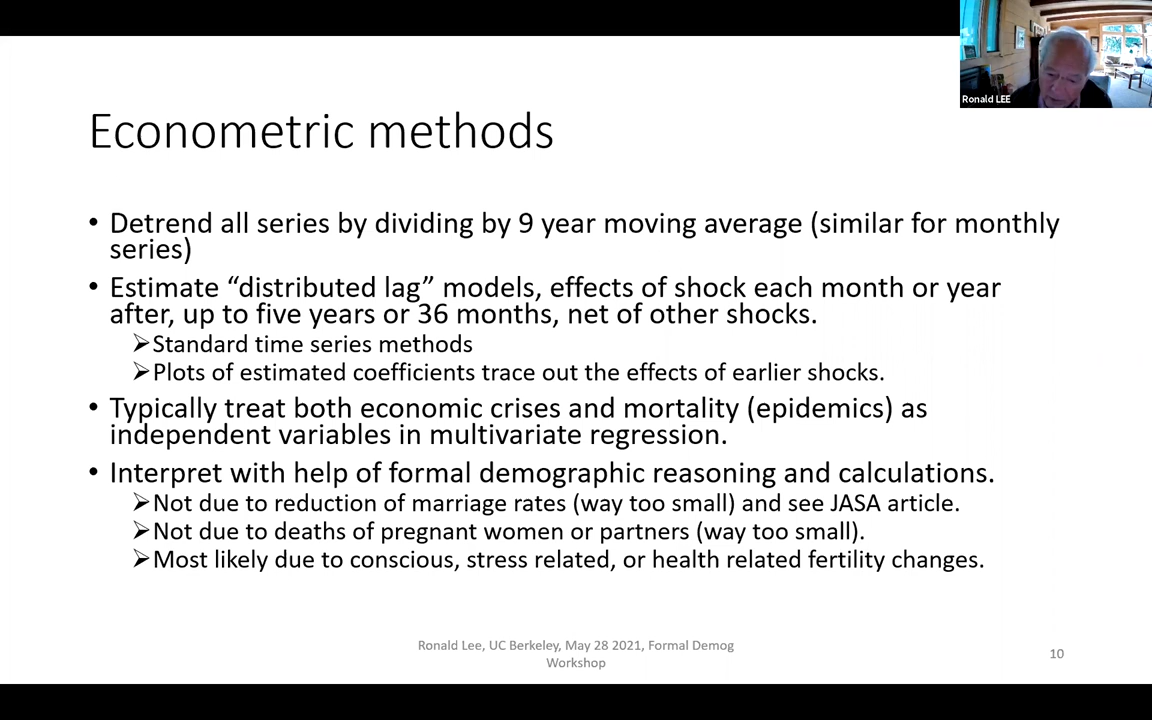 Ronald LEE
Econometric methods
• Detrend all series by dividing by 9 year moving average (similar for monthly
series)
• Estimate “distributed lag” models, effects of shock each month or year
after, up to five years or 36 months, net of other shocks.
➢Standard time series methods
➢Plots of estimated coefficients trace out the effects of earlier shocks.
• Typically treat both economic crises and mortality (epidemics) as
independent variables in multivariate regression.
• Interpret with help of formal demographic reasoning and calculations.
➢Not due to reduction of marriage rates (way too small) and see JASA article.
➢Not due to deaths of pregnant women or partners (way too small).
➢Most likely due to conscious, stress related, or health related fertility changes.
Ronald Lee, UC Berkeley, May 28 2021, Formal Demog
Workshop
10